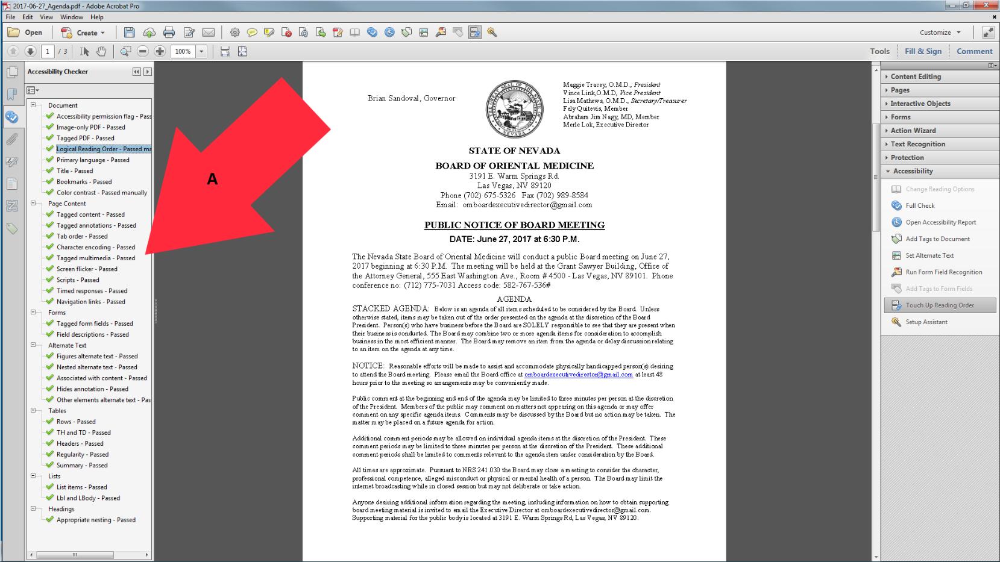 2017-06-27_Agenda.pdf - Adobe Acrobat Pro
File Edit View Window Help
Open Create Customize
1 / 3 100% Tools Fill & Sign Comment
Accessibility Checker
Document
Accessibility permission flag - Pass
Image-only PDF - Passed
Tagged PDF - Passed
Logical Reading Order - Passed ma
Primary language - Passed
Title - Passed
Bookmarks - Passed
Color contrast - Passed manually
Page Content
Tagged content - Passed
Tagged annotations - Passed
Tab order - Passed
Character encoding - Passed
Tagged multimedia - Passed
Screen flicker - Passed
Scripts - Passed
Timed responses - Passed
Navigation links - Passed
Forms
Tagged form fields - Passed
Field descriptions - Passed
Alternate Text
Figures alternate text - Passed
Nested alternate text - Passed
Associated with content - Passed
Hides annotation - Passed
Other elements alternate text - Pas
Tables
Rows - Passed
TH and TD - Passed
Headers - Passed
Regularity - Passed
Summary - Passed
Lists
List items - Passed
Lbl and LBody - Passed
Headings
Appropriate nesting - Passed
A
Brian Sandoval, Governor
THE GREAT SEAL OF THE STATE OF NEVADA
Maggie Tracey, O.M.D., President
Vince Link,O.M.D, Vice President
Lisa Mathews, O.M.D., Secretary/Treasurer
Fely Quitevis, Member
Abraham Jim Nagy, MD, Member
Merle Lok, Executive Director
STATE OF NEVADA
BOARD OF ORIENTAL MEDICINE
3191 E. Warm Springs Rd.
Las Vegas, NV 89120
Phone (702) 675-5326 Fax (702) 989-8584
Email: omboardexecutivedirector@gmail.com
PUBLIC NOTICE OF BOARD MEETING
DATE: June 27, 2017 at 6:30 P.M.
The Nevada State Board of Oriental Medicine will conduct a public Board meeting on June 27,
2017 beginning at 6:30 P.M. The meeting will be held at the Grant Sawyer Building, Office of
the Attorney General, 555 East Washington Ave., Room # 4500 - Las Vegas, NV 89101. Phone
conference no: (712) 775-7031 Access code: 582-767-536#
AGENDA
STACKED AGENDA: Below is an agenda of all items scheduled to be considered by the Board. Unless
otherwise stated, items may be taken out of the order presented on the agenda at the discretion of the Board
President. Person(s) who have business before the Board are SOLELY responsible to see that they are present when
their business is conducted. The Board may combine two or more agenda items for consideration to accomplish
business in the most efficient manner. The Board may remove an item from the agenda or delay discussion relating
to an item on the agenda at any time.
NOTICE: Reasonable efforts will be made to assist and accommodate physically handicapped person(s) desiring
to attend the Board meeting. Please email the Board office at omboardexecutivedirector@gmail.com at least 48
hours prior to the meeting so arrangements may be conveniently made.
Public comment at the beginning and end of the agenda may be limited to three minutes per person at the discretion
of the President. Members of the public may comment on matters not appearing on this agenda or may offer
comment on any specific agenda items. Comments may be discussed by the Board but no action may be taken. The
matter may be placed on a future agenda for action.
Additional comment periods may be allowed on individual agenda items at the discretion of the President. These
comment periods may be limited to three minutes per person at the discretion of the President. These additional
comment periods shall be limited to comments relevant to the agenda item under consideration by the Board.
All times are approximate. Pursuant to NRS 241.030 the Board may close a meeting to consider the character,
professional competence, alleged misconduct or physical or mental health of a person. The Board may limit the
internet broadcasting while in closed session but may not deliberate or take action.
Anyone desiring additional information regarding the meeting, including information on how to obtain supporting
board meeting material is invited to email the Executive Director at omboardexecutivedirector@gmail.com.
Supporting material for the public body is located at 3191 E. Warm Springs Rd, Las Vegas, NV 89120.
Content Editing
Pages
Interactive Objects
Forms
Action Wizard
Text Recognition
Protection
Accessibility
Change Reading Options
Full Check
Open Accessibility Report
Add Tags to Document
Set Alternate Text
Run Form Field Recognition
Add Tags to Form Fields
Touch Up Reading Order
Setup Assistant